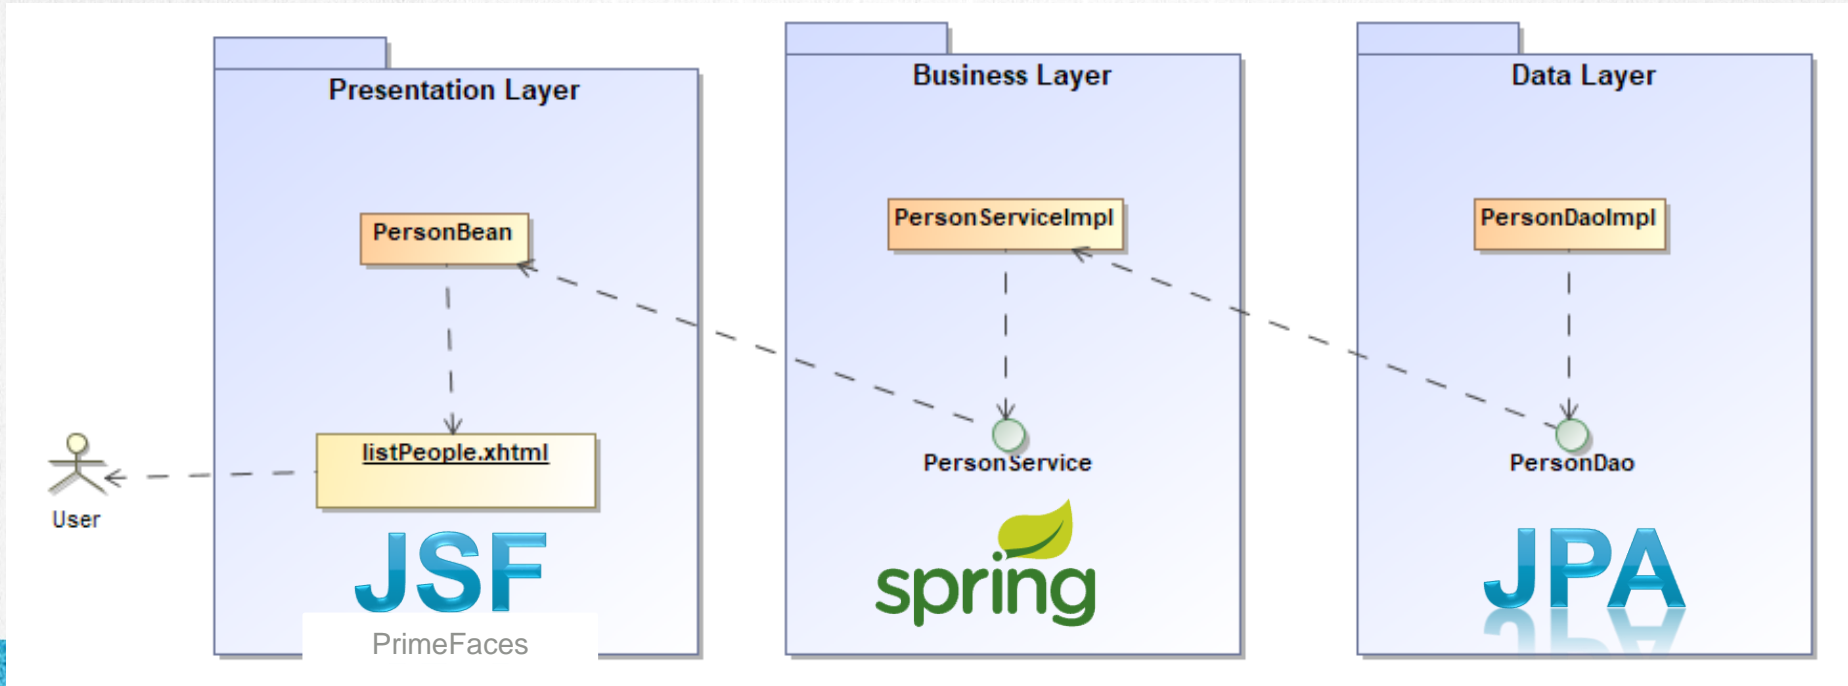 Presentation Layer
PersonBean
listPeople.xhtml
User
JSF
PrimeFaces
Business Layer
PersonServiceImpl
PersonService
spring
Data Layer
PersonDaoImpl
PersonDao
JPA